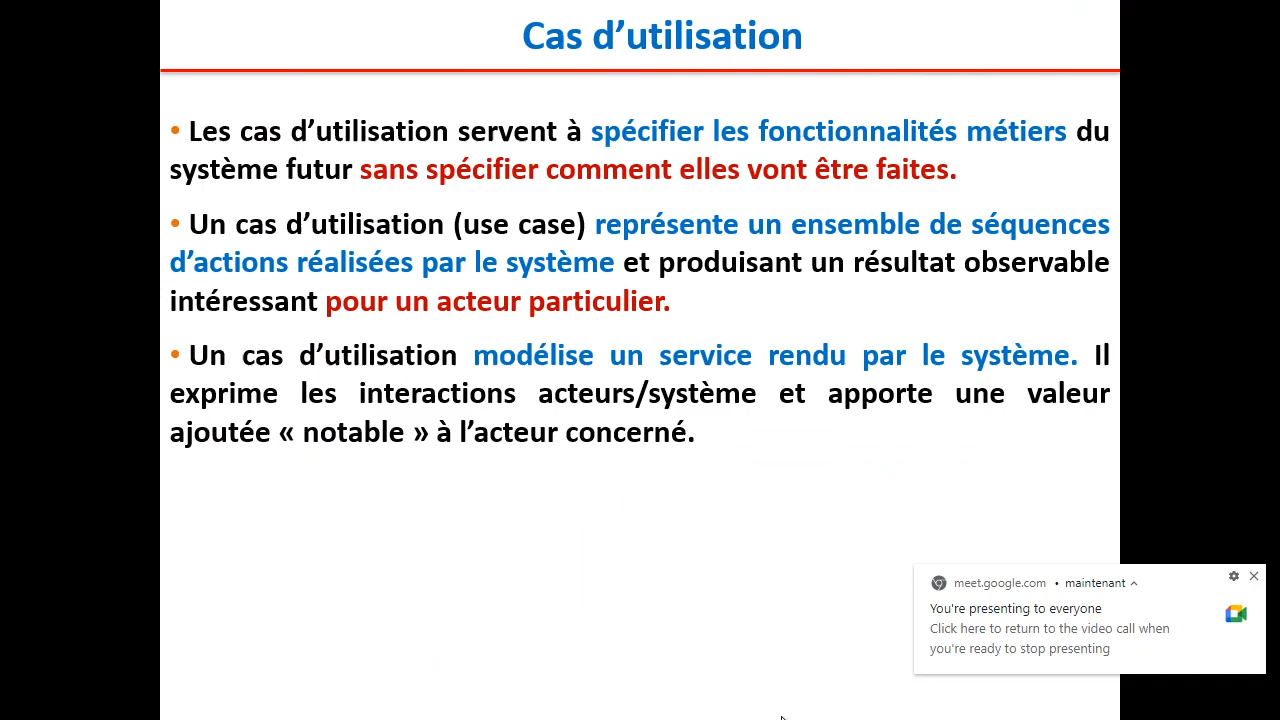 Cas d’utilisation
• Les cas d’utilisation servent à spécifier les fonctionnalités métiers du
système futur sans spécifier comment elles vont être faites.
• Un cas d’utilisation (use case) représente un ensemble de séquences
d’actions réalisées par le système et produisant un résultat observable
intéressant pour un acteur particulier.
• Un cas d’utilisation modélise un service rendu par le système. Il
exprime les interactions acteurs/système et apporte une valeur
ajoutée « notable » à l’acteur concerné.
meet.google.com • maintenant
You're presenting to everyone
Click here to return to the video call when
you're ready to stop presenting